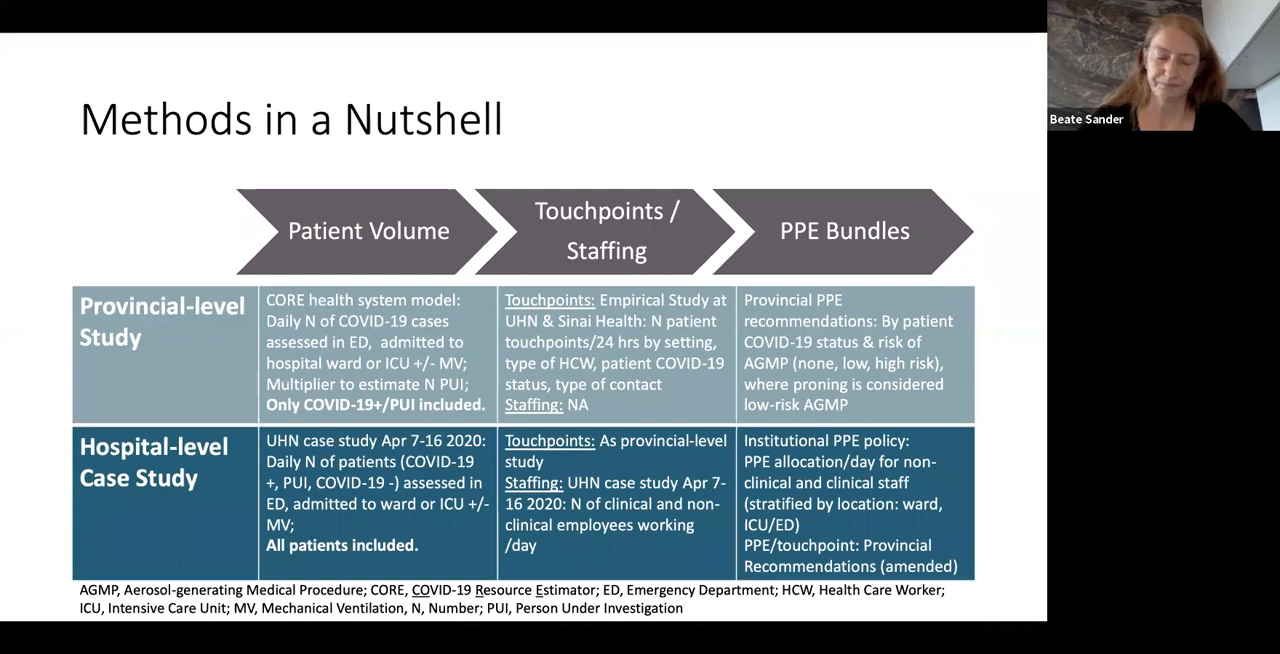 Methods in a Nutshell
Beate Sander
Patient Volume
Touchpoints /
Staffing
PPE Bundles
Provincial-level
Study
CORE health system model:
Daily N of COVID-19 cases
assessed in ED, admitted to
hospital ward or ICU +/- MV;
Multiplier to estimate N PUI;
Only COVID-19+/PUI included.
Touchpoints: Empirical Study at
UHN & Sinai Health: N patient
touchpoints/24 hrs by setting,
type of HCW, patient COVID-19
status, type of contact
Staffing: NA
Provincial PPE
recommendations: By patient
COVID-19 status & risk of
AGMP (none, low, high risk),
where proning is considered
low-risk AGMP
Hospital-level
Case Study
UHN case study Apr 7-16 2020:
Daily N of patients (COVID-19
+, PUI, COVID-19 -) assessed in
ED, admitted to ward or ICU +/-
MV;
All patients included.
Touchpoints: As provincial-level
study
Staffing: UHN case study Apr 7-
16 2020: N of clinical and non-
clinical employees working
/day
Institutional PPE policy:
PPE allocation/day for non-
clinical and clinical staff
(stratified by location: ward,
ICU/ED)
PPE/touchpoint: Provincial
Recommendations (amended)
AGMP, Aerosol-generating Medical Procedure; CORE, COVID-19 Resource Estimator; ED, Emergency Department; HCW, Health Care Worker;
ICU, Intensive Care Unit; MV, Mechanical Ventilation, N, Number; PUI, Person Under Investigation